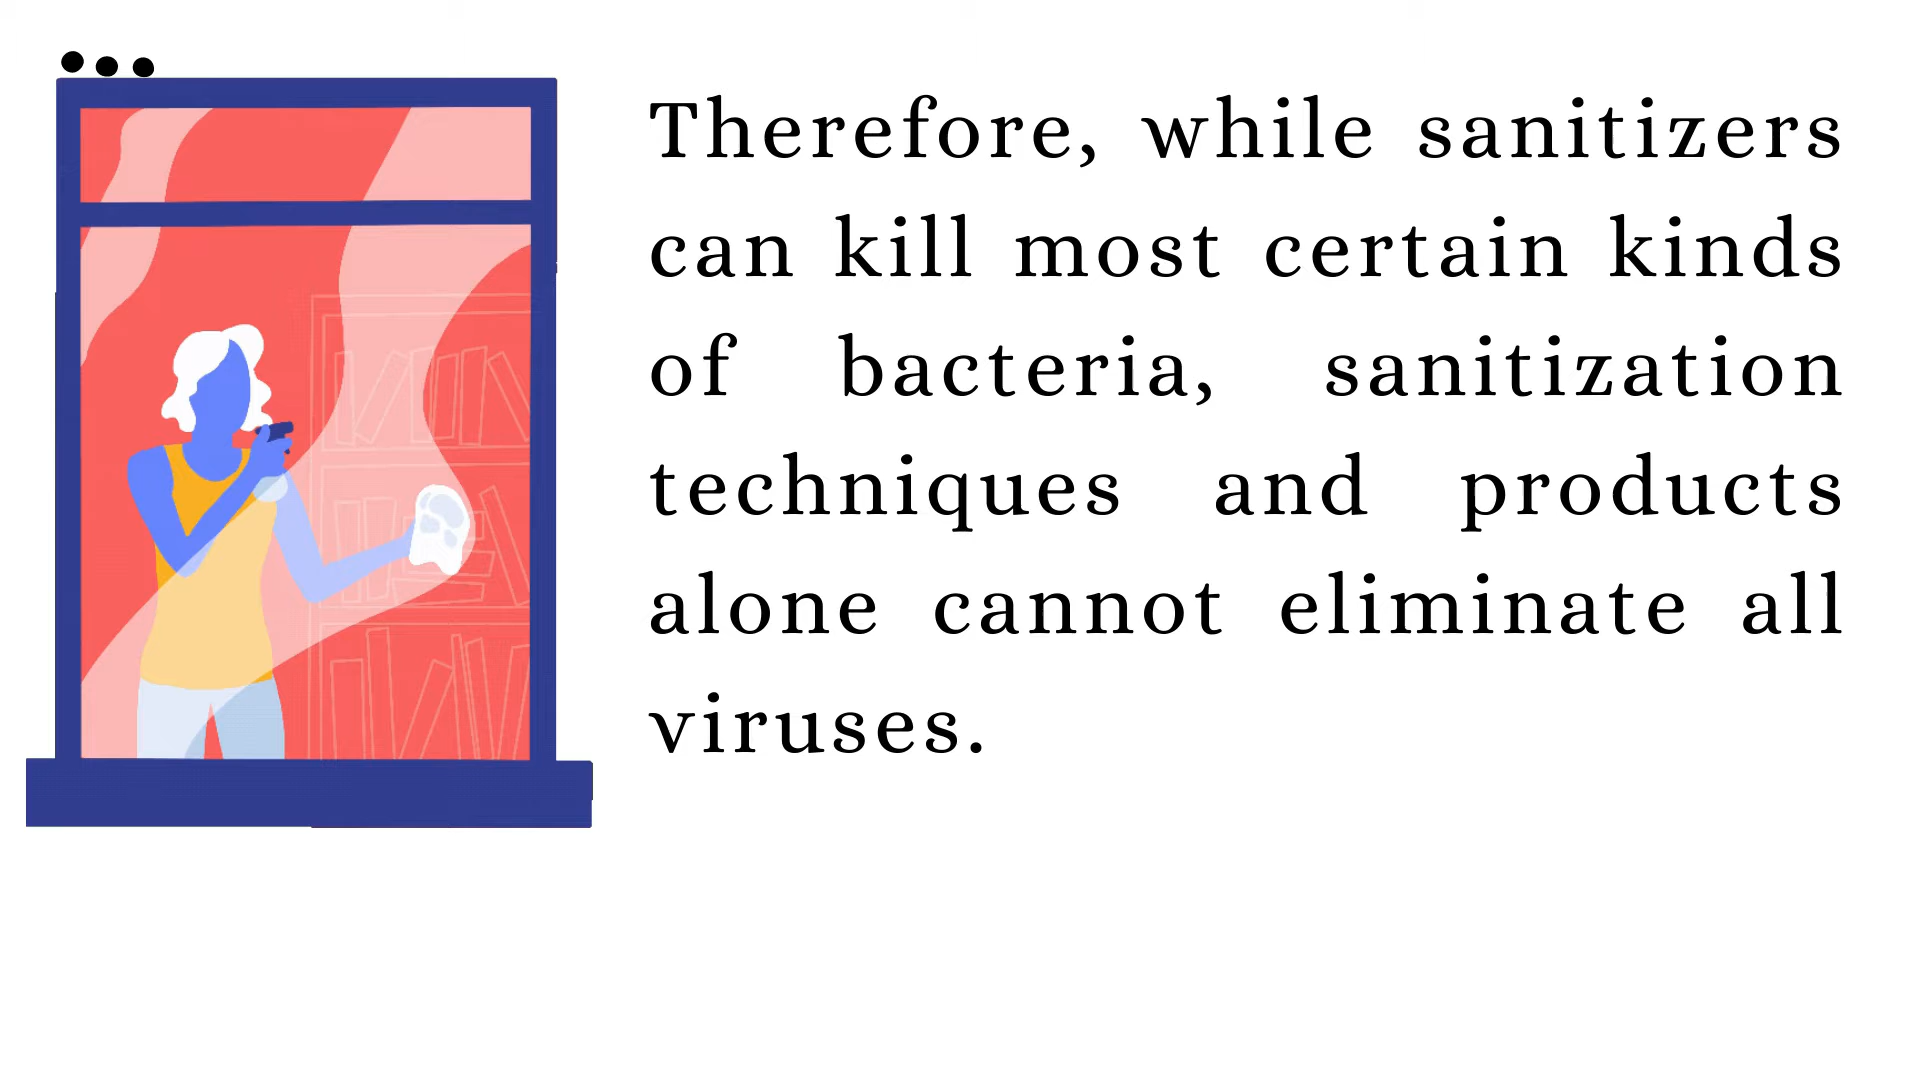 Therefore, while sanitizers
can kill most certain kinds
of bacteria, sanitization
techniques and products
alone cannot eliminate all
viruses.